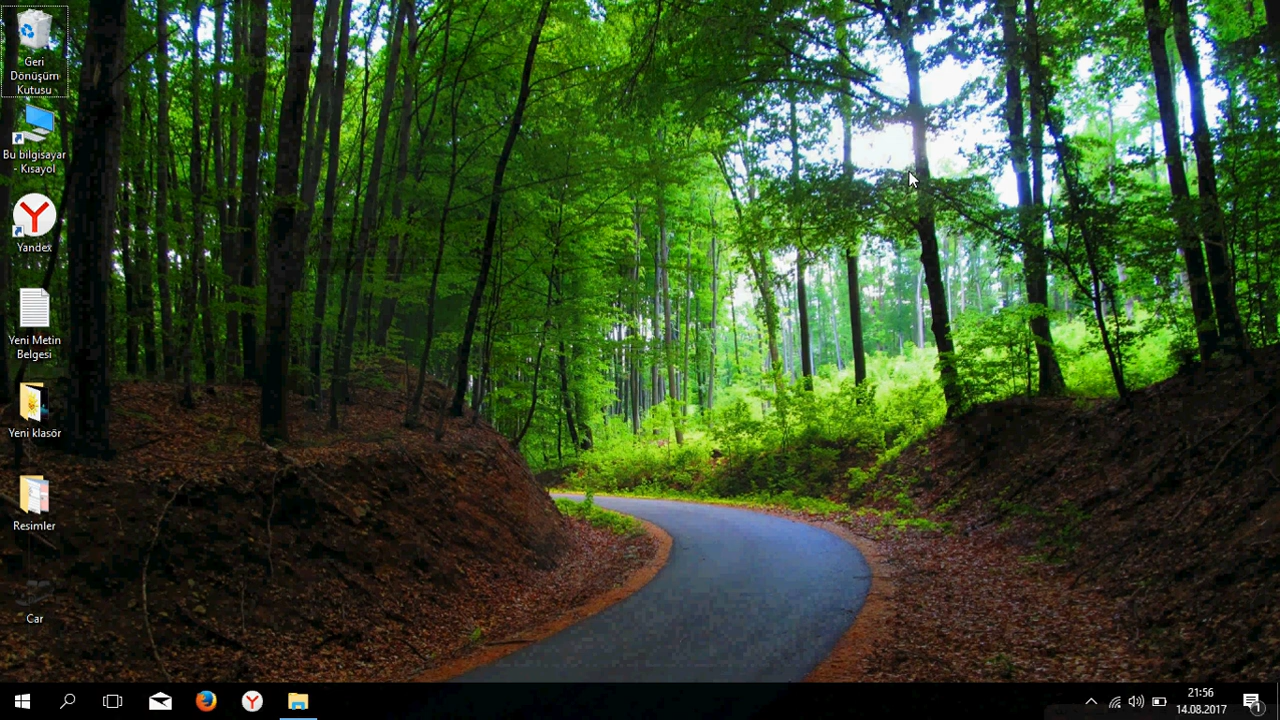 Geri
Dönüşüm
Kutusu
Bu bilgisayar
- Kısayol
Yandex
Yeni Metin
Belgesi
Yeni klasör
Resimler
Car
21:56
14.08.2017
1